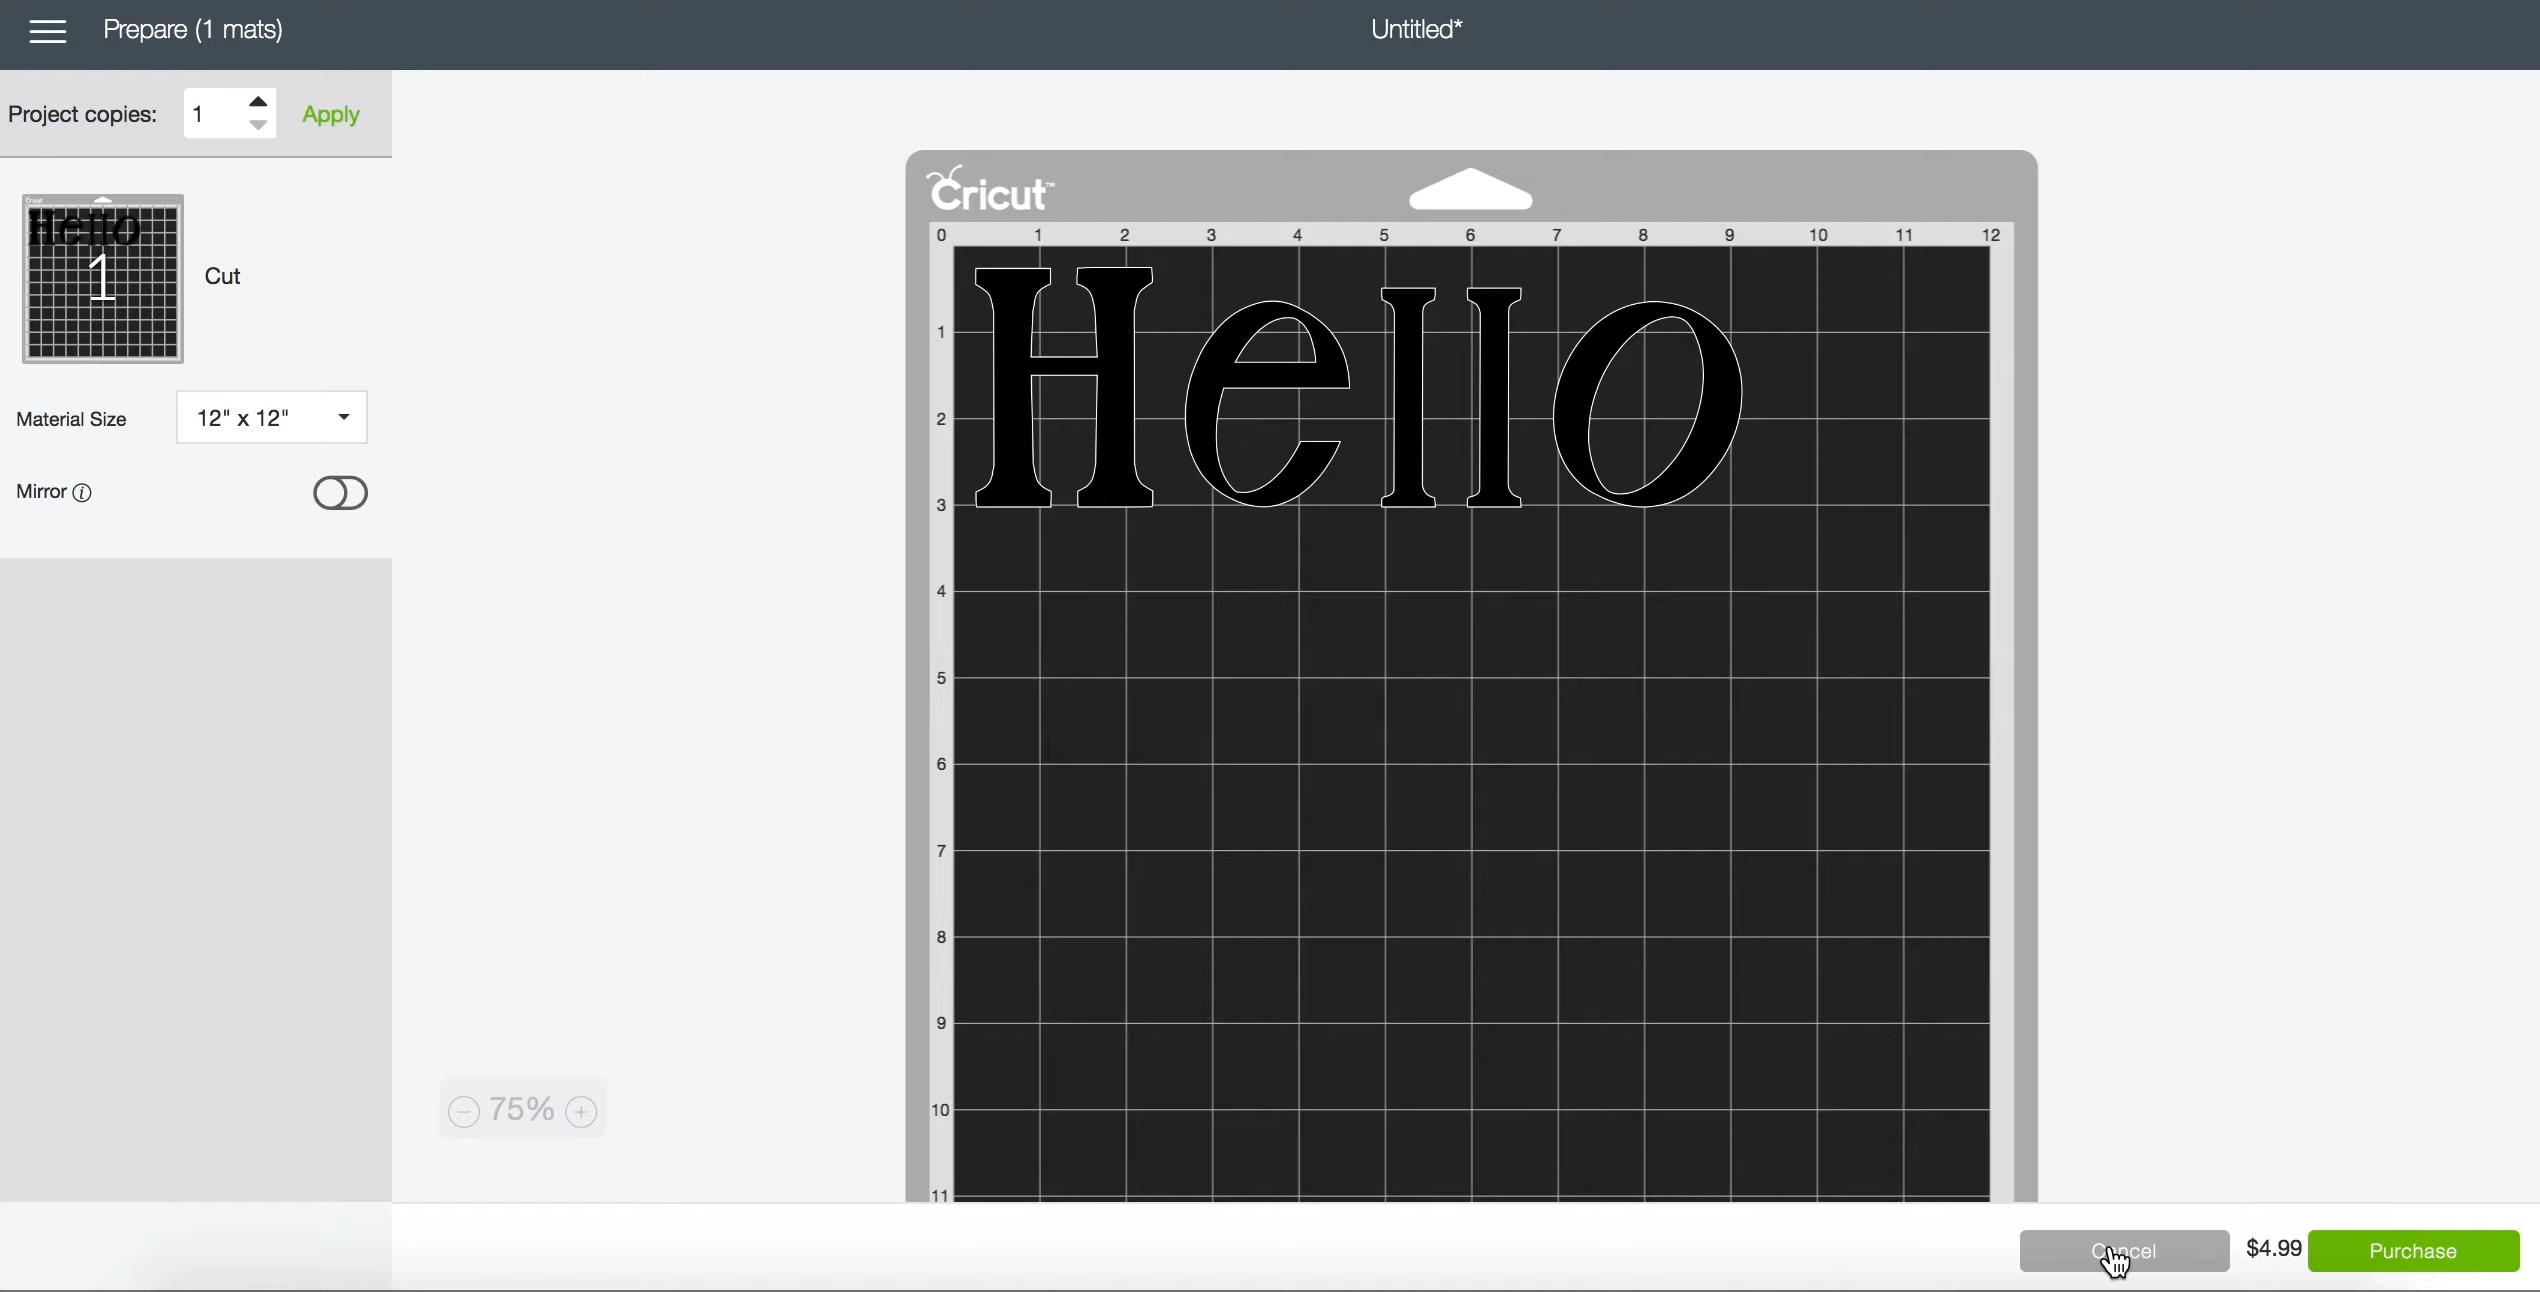 Prepare (1 mats)
Untitled*
Project copies: 1 Apply
Cricut
Hello
1
Cut
Material Size 12" x 12"
Mirror i
Cricut™
0 1 2 3 4 5 6 7 8 9 10 11 12
Hello
1
2
3
4
5
6
7
8
9
10
11
75%
Cancel $4.99 Purchase